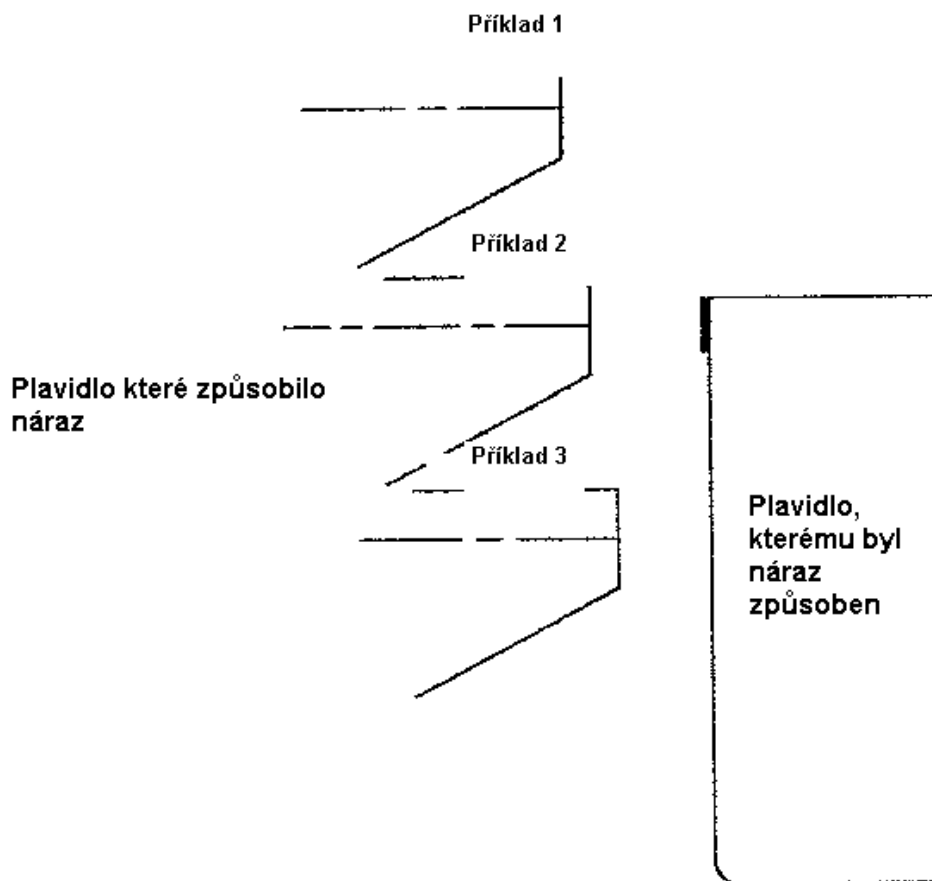 Příklad 1
Příklad 2
Plavidlo které způsobilo
náraz
Příklad 3
Plavidlo,
kterému byl
náraz
způsoben